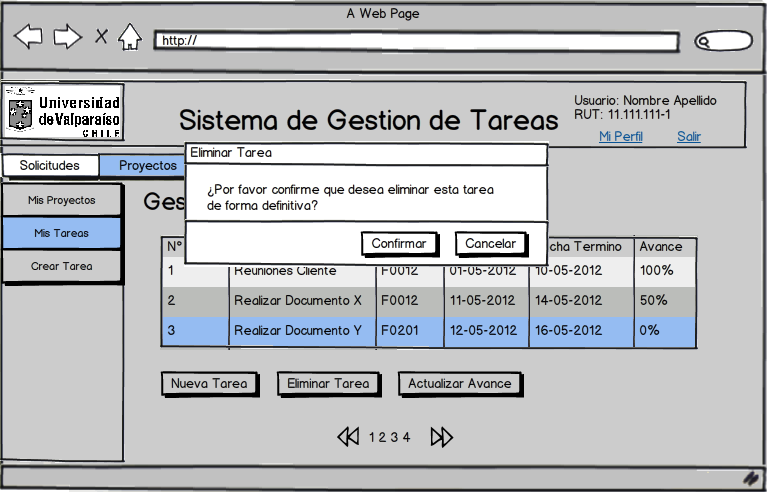 A Web Page
http://
Universidad
de Valparaíso
CHILE
Sistema de Gestion de Tareas
Usuario: Nombre Apellido
RUT: 11.111.111-1
Mi Perfil Salir
Solicitudes Proyectos
Eliminar Tarea
¿Por favor confirme que desea eliminar esta tarea
de forma definitiva?
Confirmar Cancelar
Mis Proyectos
Mis Tareas
Crear Tarea
Ges
N° cha Termino Avance
1 Reuniones Cliente F0012 01-05-2012 10-05-2012 100%
2 Realizar Documento X F0012 11-05-2012 14-05-2012 50%
3 Realizar Documento Y F0201 12-05-2012 16-05-2012 0%
Nueva Tarea Eliminar Tarea Actualizar Avance
1 2 3 4